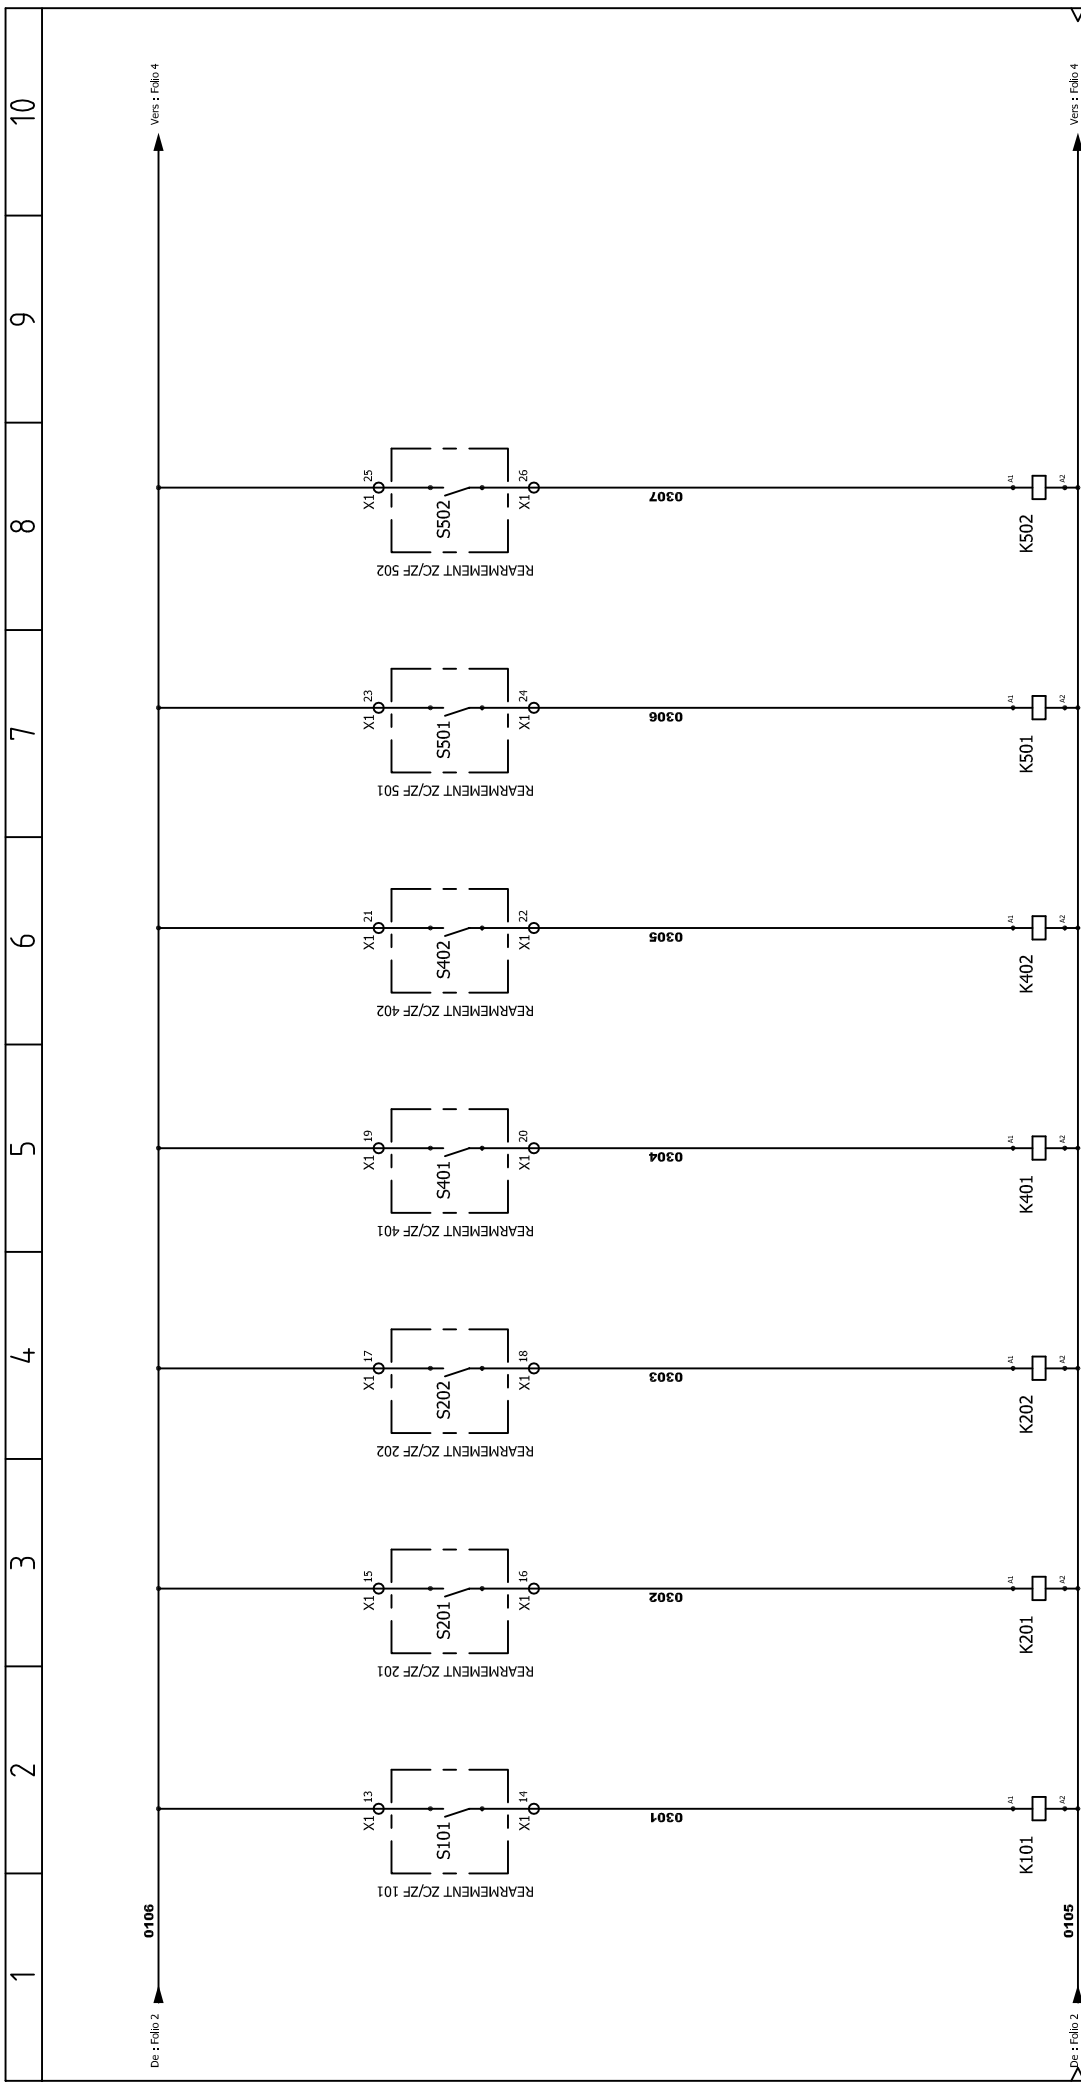 1 2 3 4 5 6 7 8 9 10
De : Folio 2
0106
Vers : Folio 4
X1 13
S101
X1 14
REARMEMENT ZC/ZF 101
0301
A1
K101
A2
X1 15
S201
X1 16
REARMEMENT ZC/ZF 201
0302
A1
K201
A2
X1 17
S202
X1 18
REARMEMENT ZC/ZF 202
0303
A1
K202
A2
X1 19
S401
X1 20
REARMEMENT ZC/ZF 401
0304
A1
K401
A2
X1 21
S402
X1 22
REARMEMENT ZC/ZF 402
0305
A1
K402
A2
X1 23
S501
X1 24
REARMEMENT ZC/ZF 501
0306
A1
K501
A2
X1 25
S502
X1 26
REARMEMENT ZC/ZF 502
0307
A1
K502
A2
De : Folio 2
0105
Vers : Folio 4